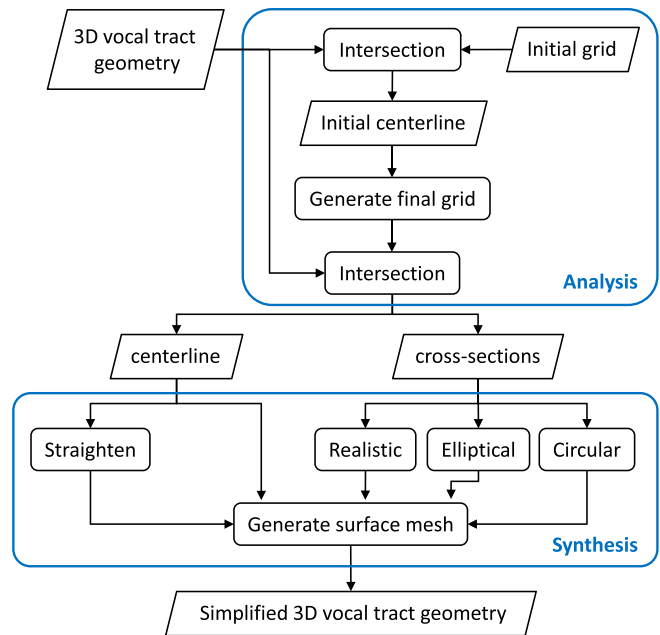 3D vocal tract
geometry
Intersection
Initial grid
Initial centerline
Generate final grid
Intersection
Analysis
centerline
cross-sections
Straighten
Realistic
Elliptical
Circular
Generate surface mesh
Synthesis
Simplified 3D vocal tract geometry